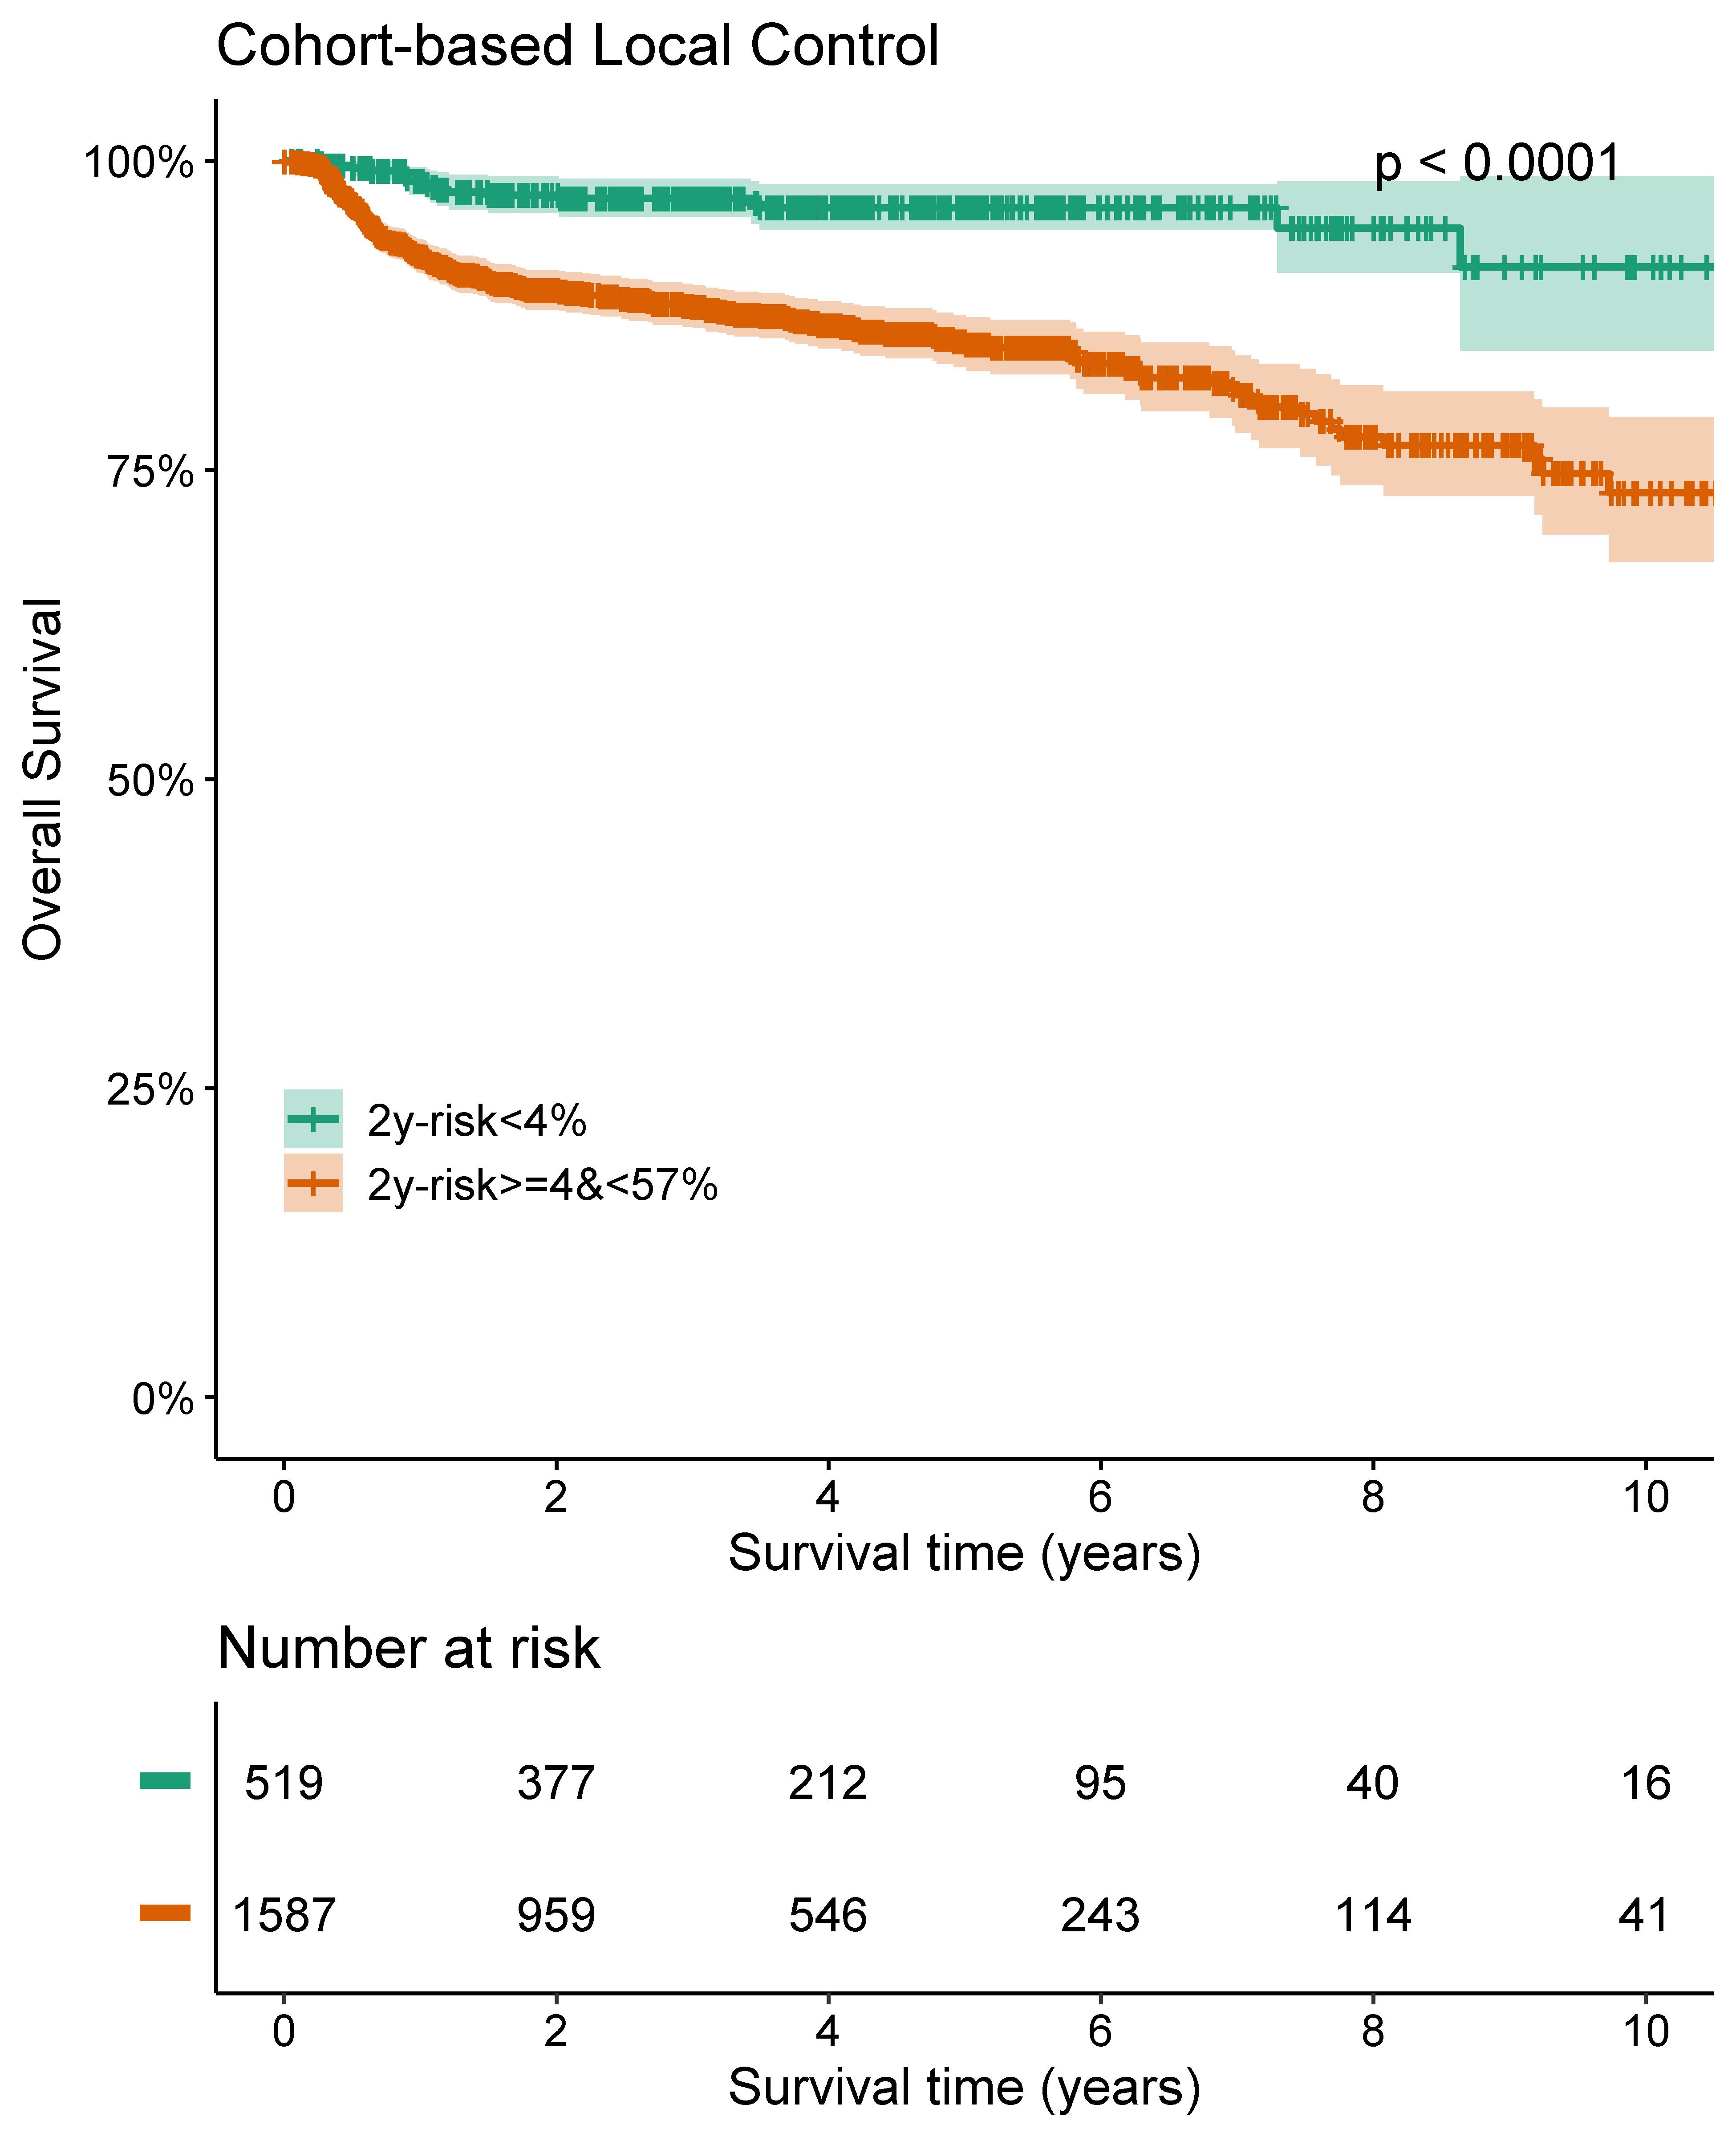 Cohort-based Local Control
100%
75%
50%
25%
0%
Overall Survival
p < 0.0001
2y-risk<4%
2y-risk>=4&<57%
0 2 4 6 8 10
Survival time (years)
Number at risk
519 377 212 95 40 16
1587 959 546 243 114 41
0 2 4 6 8 10
Survival time (years)